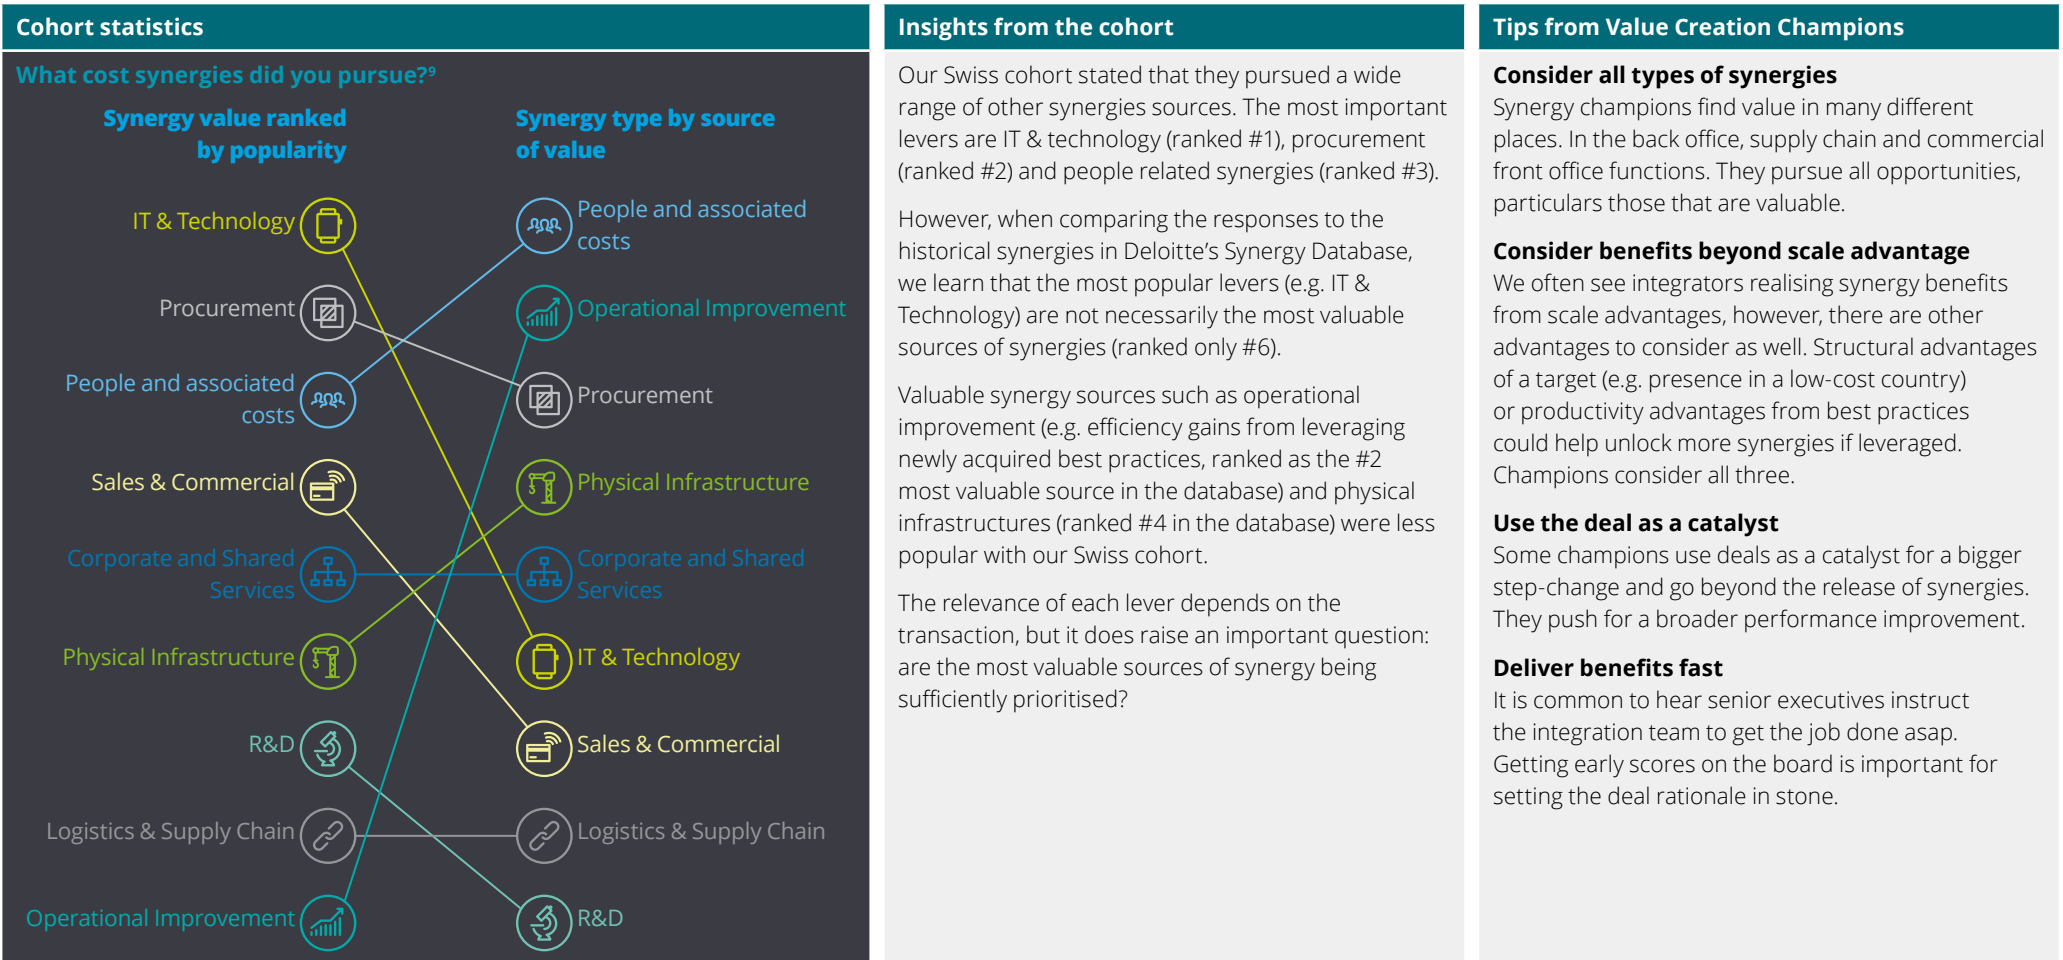 Cohort statistics
What cost synergies did you pursue?⁹
Synergy value ranked
by popularity
IT & Technology
Procurement
People and associated
costs
Sales & Commercial
Corporate and Shared
Services
Physical Infrastructure
R&D
Logistics & Supply Chain
Operational Improvement
Synergy type by source
of value
People and associated
costs
Operational Improvement
Procurement
Physical Infrastructure
Corporate and Shared
Services
IT & Technology
Sales & Commercial
Logistics & Supply Chain
R&D
Insights from the cohort
Our Swiss cohort stated that they pursued a wide
range of other synergies sources. The most important
levers are IT & technology (ranked #1), procurement
(ranked #2) and people related synergies (ranked #3).
However, when comparing the responses to the
historical synergies in Deloitte's Synergy Database,
we learn that the most popular levers (e.g. IT &
Technology) are not necessarily the most valuable
sources of synergies (ranked only #6).
Valuable synergy sources such as operational
improvement (e.g. efficiency gains from leveraging
newly acquired best practices, ranked as the #2
most valuable source in the database) and physical
infrastructures (ranked #4 in the database) were less
popular with our Swiss cohort.
The relevance of each lever depends on the
transaction, but it does raise an important question:
are the most valuable sources of synergy being
sufficiently prioritised?
Tips from Value Creation Champions
Consider all types of synergies
Synergy champions find value in many different
places. In the back office, supply chain and commercial
front office functions. They pursue all opportunities,
particulars those that are valuable.
Consider benefits beyond scale advantage
We often see integrators realising synergy benefits
from scale advantages, however, there are other
advantages to consider as well. Structural advantages
of a target (e.g. presence in a low-cost country)
or productivity advantages from best practices
could help unlock more synergies if leveraged.
Champions consider all three.
Use the deal as a catalyst
Some champions use deals as a catalyst for a bigger
step-change and go beyond the release of synergies.
They push for a broader performance improvement.
Deliver benefits fast
It is common to hear senior executives instruct
the integration team to get the job done asap.
Getting early scores on the board is important for
setting the deal rationale in stone.